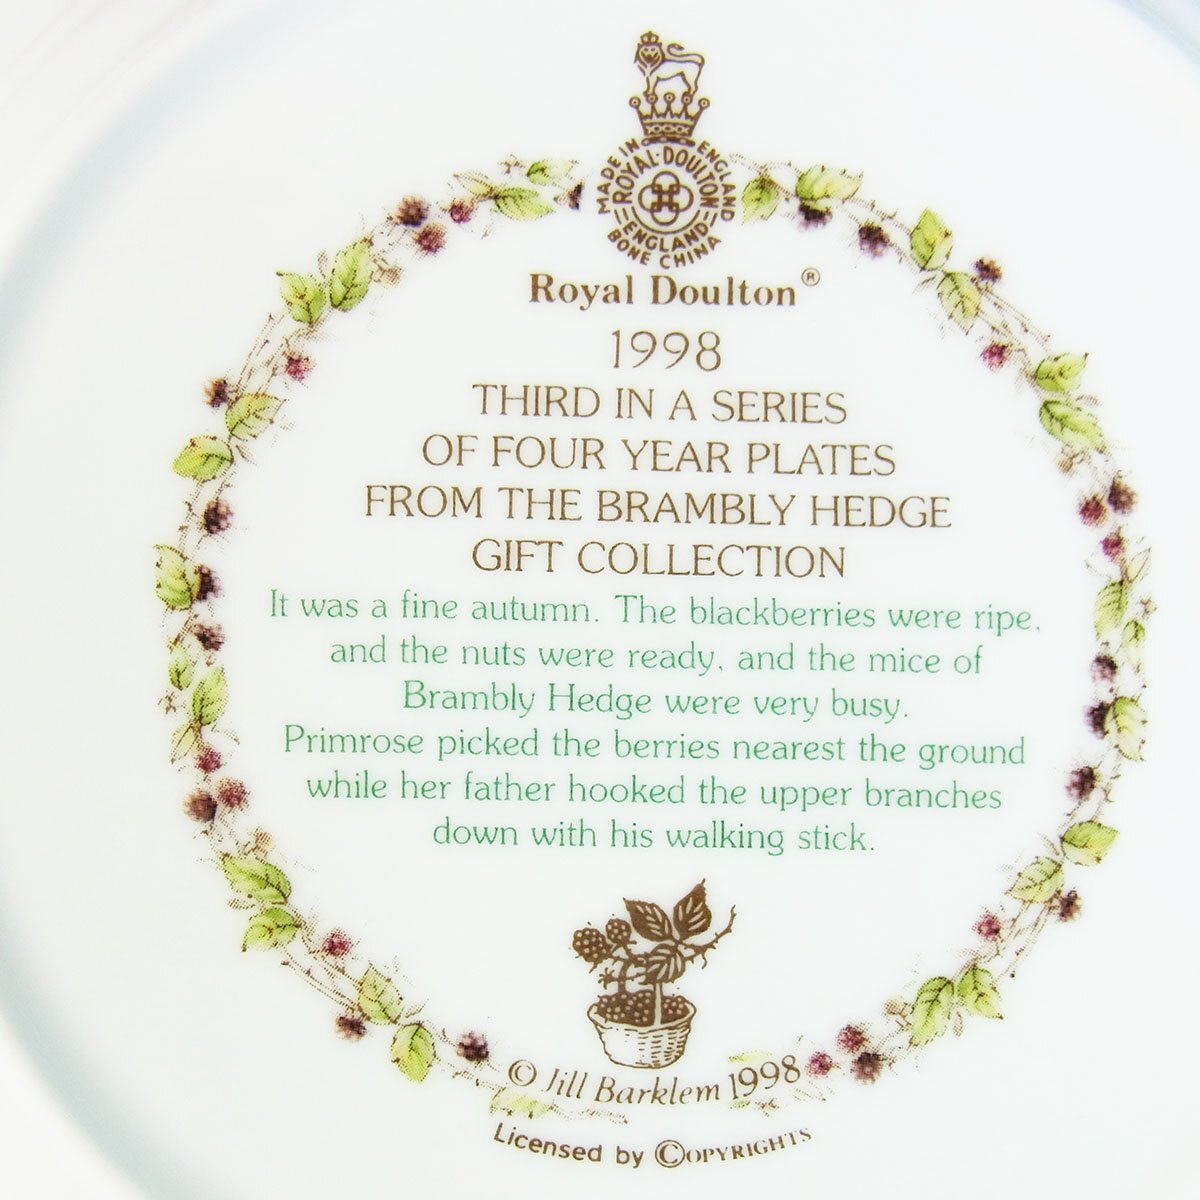 MADE IN ENGLAND
ROYAL·DOULTON
ENGLAND
BONE CHINA
Royal Doulton®
1998
THIRD IN A SERIES
OF FOUR YEAR PLATES
FROM THE BRAMBLY HEDGE
GIFT COLLECTION
It was a fine autumn. The blackberries were ripe,
and the nuts were ready, and the mice of
Brambly Hedge were very busy.
Primrose picked the berries nearest the ground
while her father hooked the upper branches
down with his walking stick.
© Jill Barklem 1998
Licensed by ©OPYRIGHTS